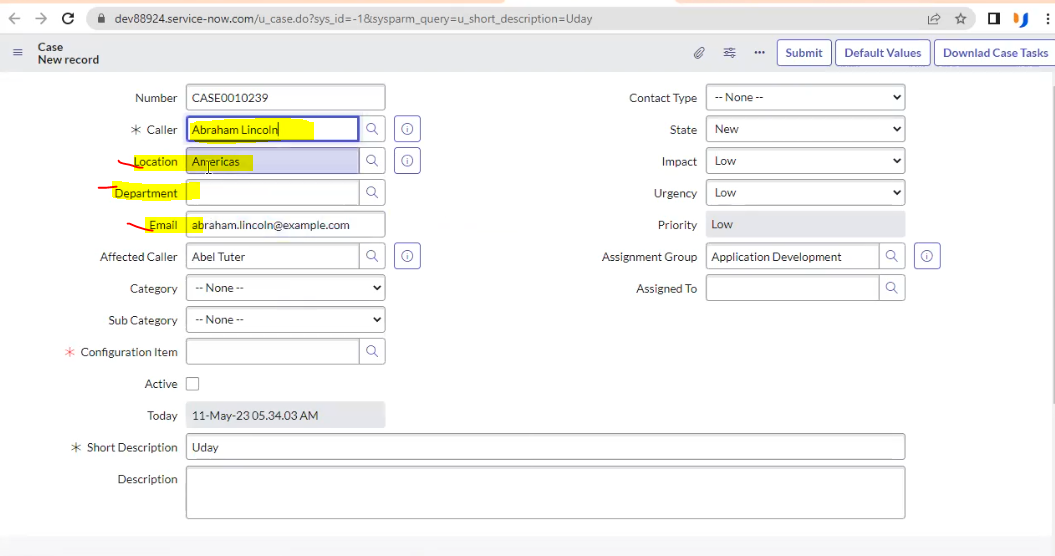 dev88924.service-now.com/u_case.do?sys_id=-1&sysparm_query=u_short_description=Uday
Case
New record
Submit
Default Values
Downlad Case Tasks
Number CASE0010239
Caller Abraham Lincoln
Location Americas
Department
Email abraham.lincoln@example.com
Affected Caller Abel Tuter
Category -- None --
Sub Category -- None --
Configuration Item
Active
Today 11-May-23 05.34.03 AM
Contact Type -- None --
State New
Impact Low
Urgency Low
Priority Low
Assignment Group Application Development
Assigned To
Short Description Uday
Description